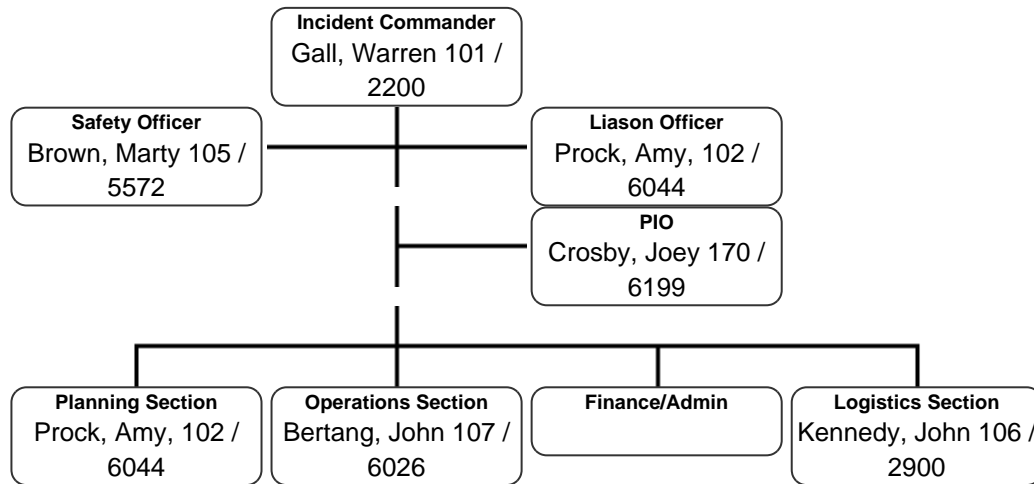 Incident Commander
Gall, Warren 101 /
2200
Safety Officer
Brown, Marty 105 /
5572
Liason Officer
Prock, Amy, 102 /
6044
PIO
Crosby, Joey 170 /
6199
Planning Section
Prock, Amy, 102 /
6044
Operations Section
Bertang, John 107 /
6026
Finance/Admin
Logistics Section
Kennedy, John 106 /
2900